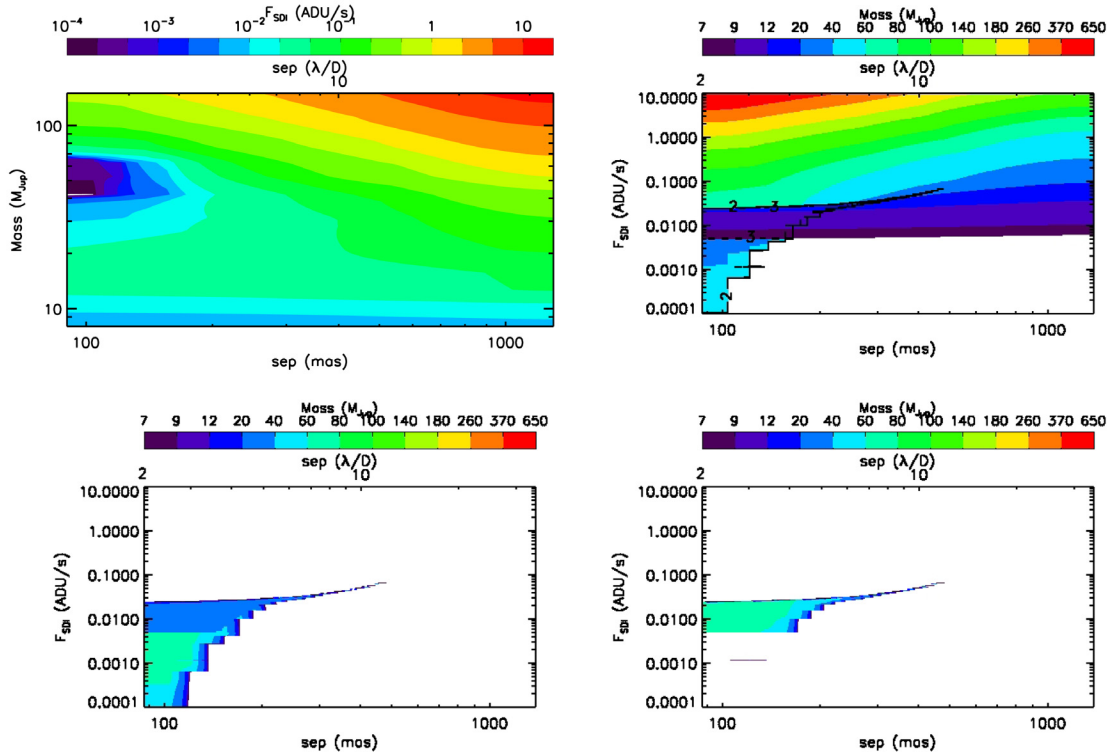 F_SDI (ADU/s)
10⁻⁴ 10⁻³ 10⁻² 10⁻¹ 1 10
sep (λ/D)
10
100
10
Mass (M_Jup)
100 1000
sep (mas)
Mass (M_Jup)
7 9 12 20 40 60 80 100 140 180 260 370 650
sep (λ/D)
2 10
10.0000
1.0000
0.1000
0.0100
0.0010
0.0001
F_SDI (ADU/s)
2 3
3
2
100 1000
sep (mas)
Mass (M_Jup)
7 9 12 20 40 60 80 100 140 180 260 370 650
sep (λ/D)
2 10
10.0000
1.0000
0.1000
0.0100
0.0010
0.0001
F_SDI (ADU/s)
100 1000
sep (mas)
Mass (M_Jup)
7 9 12 20 40 60 80 100 140 180 260 370 650
sep (λ/D)
2 10
10.0000
1.0000
0.1000
0.0100
0.0010
0.0001
F_SDI (ADU/s)
100 1000
sep (mas)